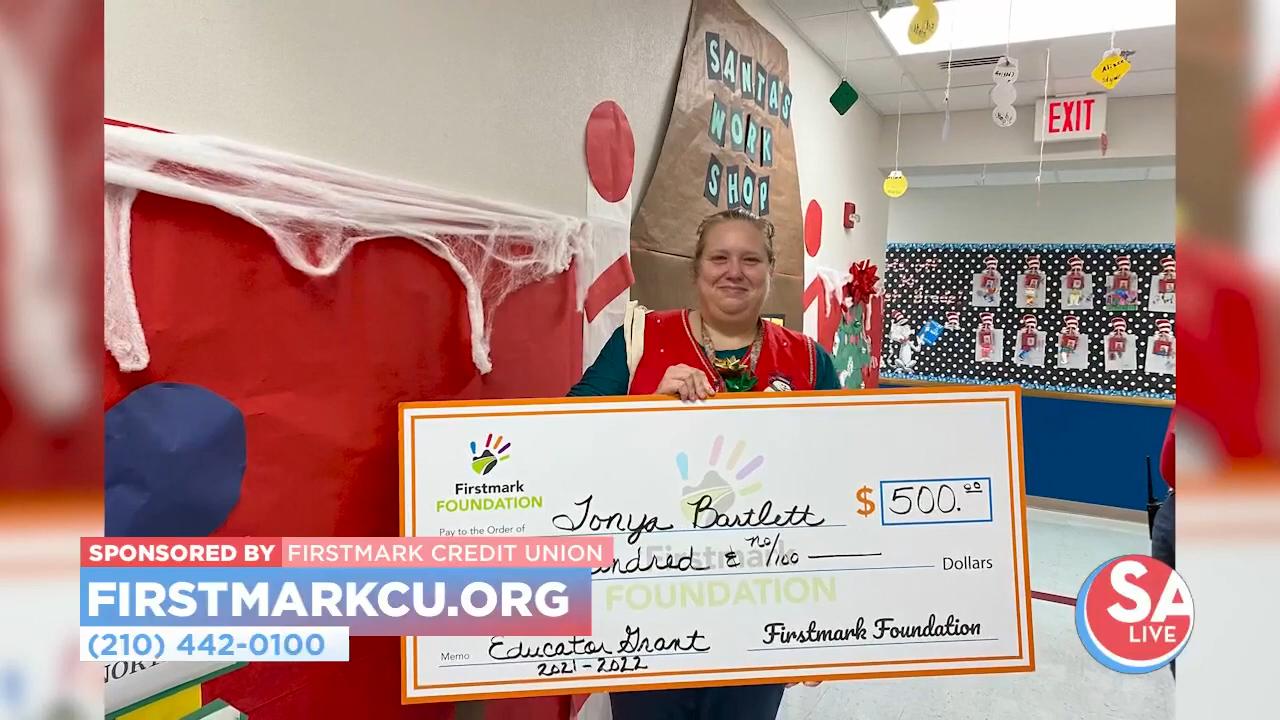 SANTA'S
WORK
SHOP
EXIT
Firstmark
FOUNDATION
Pay to the Order of Tonya Bartlett $ 500.00
undred & no/100 Dollars
Firstmark
FOUNDATION
Memo Educator Grant Firstmark Foundation
2021-2022
SPONSORED BY FIRSTMARK CREDIT UNION
FIRSTMARKCU.ORG
(210) 442-0100
SA
LIVE